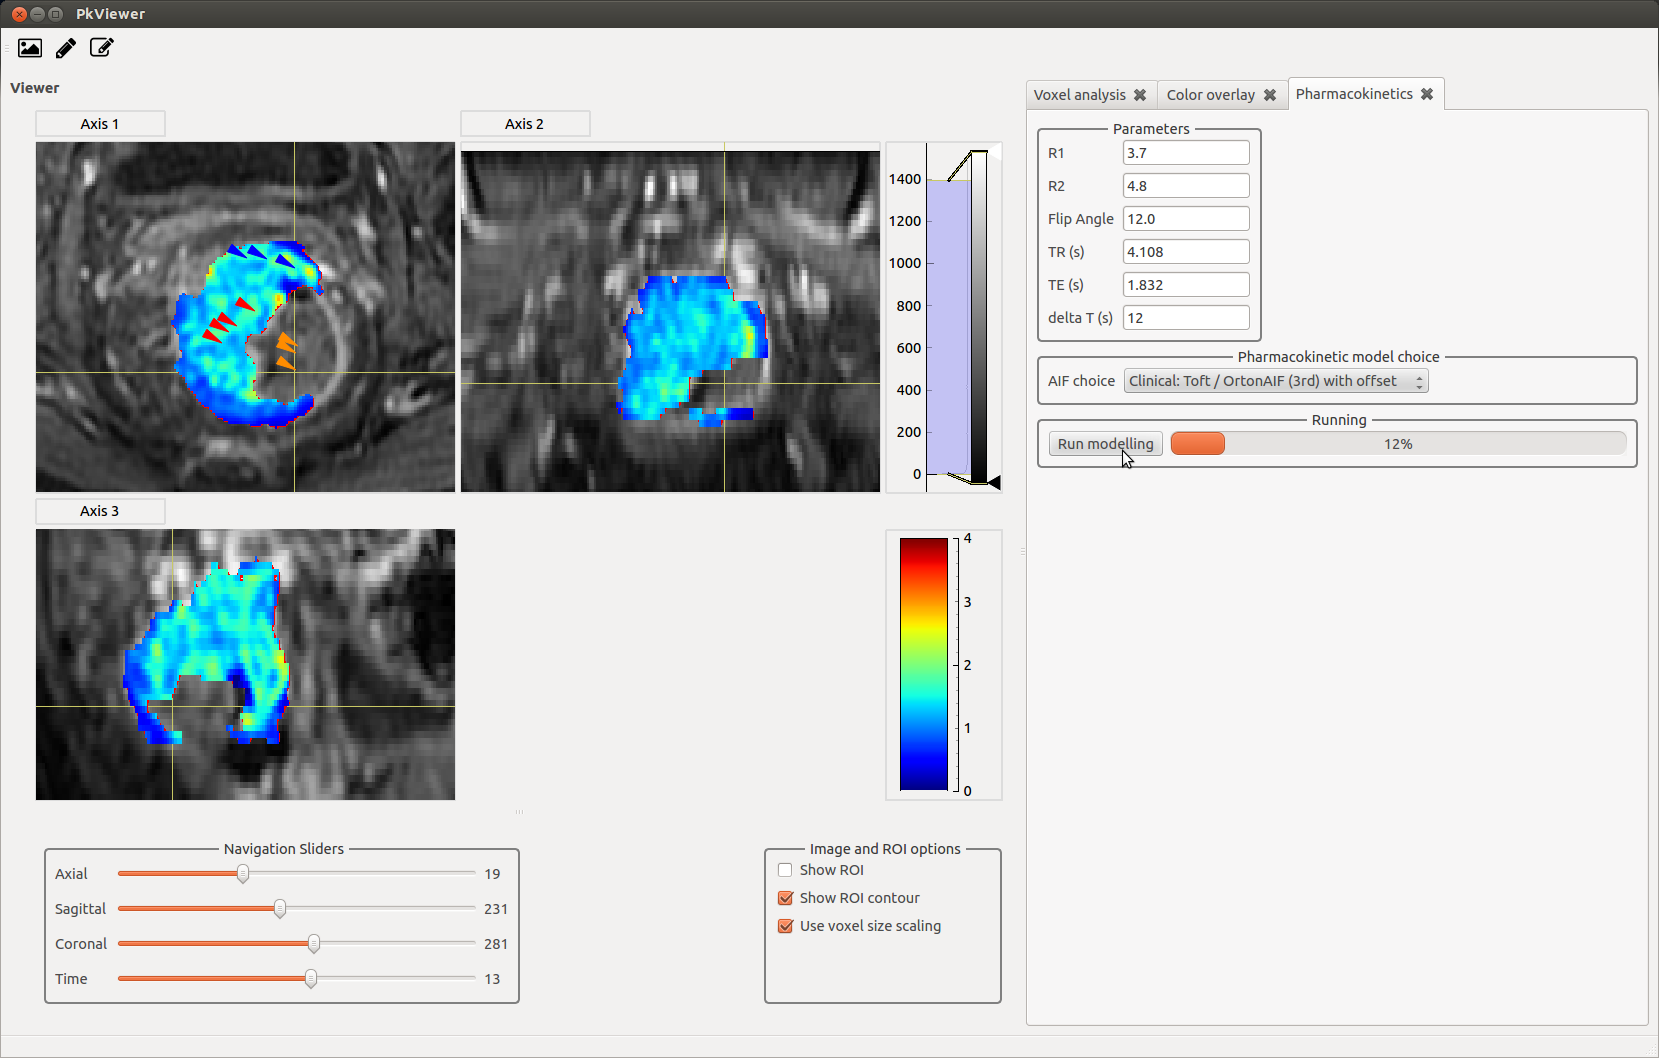 PkViewer
Viewer
Axis 1
Axis 2
1400
1200
1000
800
600
400
200
0
Axis 3
4
3
2
1
0
Navigation Sliders
Axial 19
Sagittal 231
Coronal 281
Time 13
Image and ROI options
Show ROI
Show ROI contour
Use voxel size scaling
Voxel analysis
Color overlay
Pharmacokinetics
Parameters
R1 3.7
R2 4.8
Flip Angle 12.0
TR (s) 4.108
TE (s) 1.832
delta T (s) 12
Pharmacokinetic model choice
AIF choice Clinical: Toft / OrtonAIF (3rd) with offset
Running
Run modelling 12%